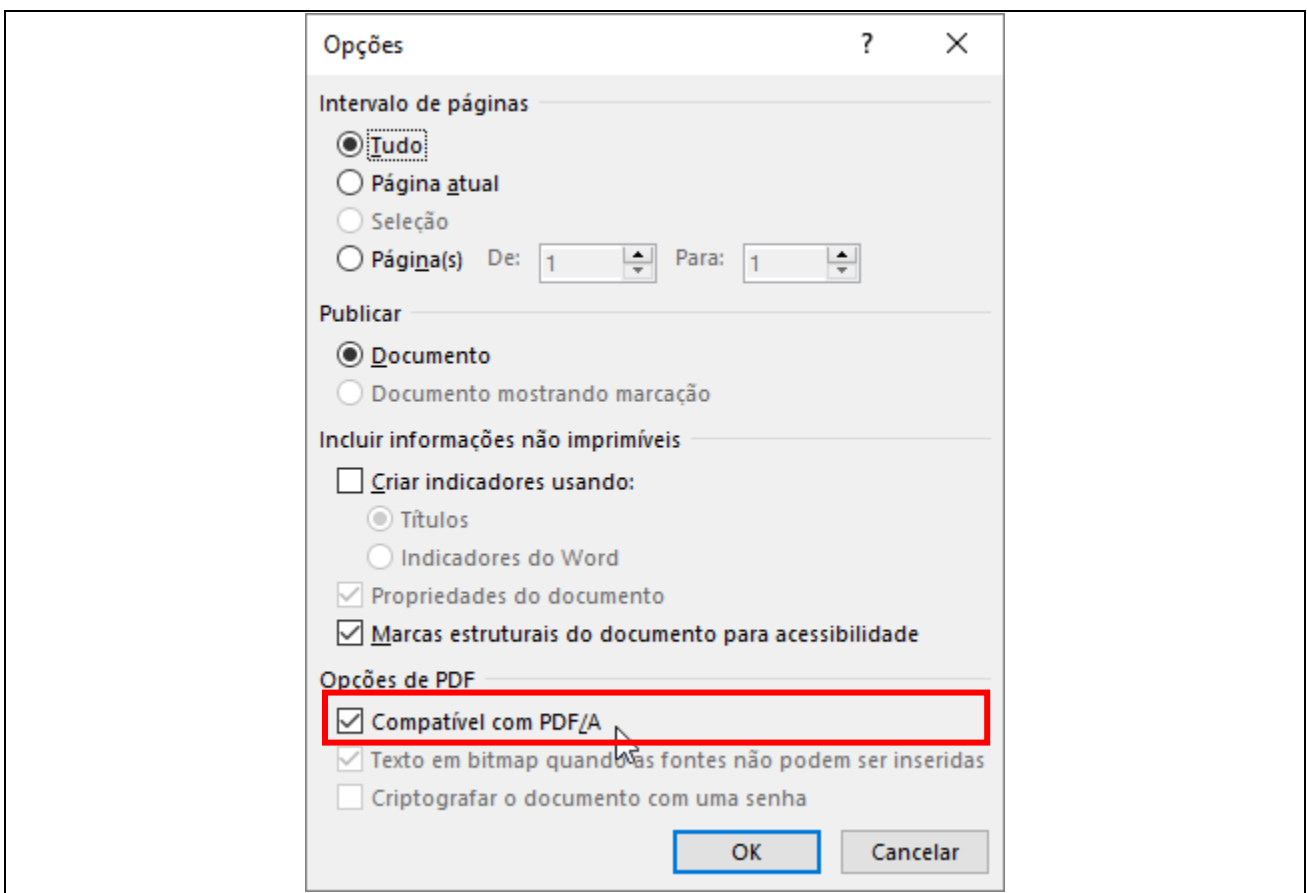 Opções ?
Intervalo de páginas
Tudo
Página atual
Seleção
Página(s) De: 1 Para: 1
Publicar
Documento
Documento mostrando marcação
Incluir informações não imprimíveis
Criar indicadores usando:
Títulos
Indicadores do Word
Propriedades do documento
Marcas estruturais do documento para acessibilidade
Opções de PDF
Compatível com PDF/A
Texto em bitmap quando as fontes não podem ser inseridas
Criptografar o documento com uma senha
OK Cancelar